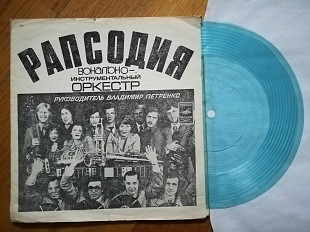 РАПСОДИЯ
ВОКАЛЬНО-
ИНСТРУМЕНТАЛЬНЫЙ
ОРКЕСТР
РУКОВОДИТЕЛЬ ВЛАДИМИР ПЕТРЕНКО